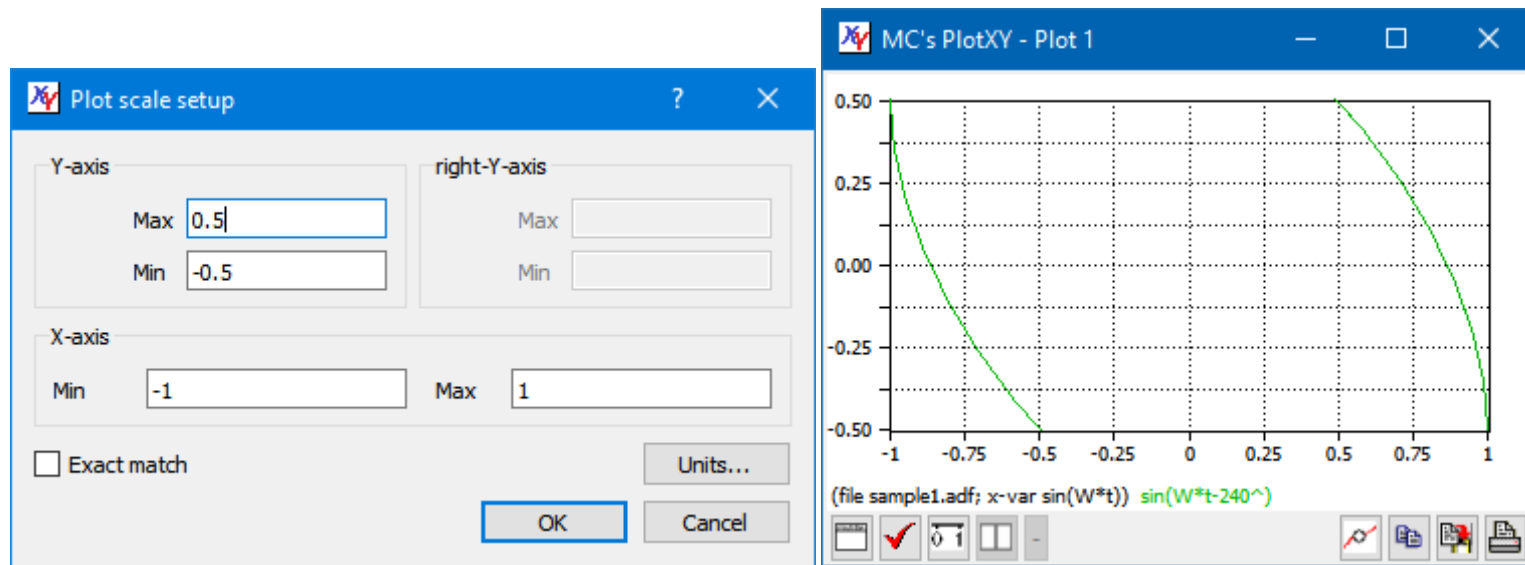 Plot scale setup
?
Y-axis
Max 0.5
Min -0.5
right-Y-axis
Max
Min
X-axis
Min -1 Max 1
Exact match
Units...
OK Cancel
MC's PlotXY - Plot 1
0.50
0.25
0.00
-0.25
-0.50
-1 -0.75 -0.5 -0.25 0 0.25 0.5 0.75 1
(file sample1.adf; x-var sin(W*t)) sin(W*t-240^)
0 1
-